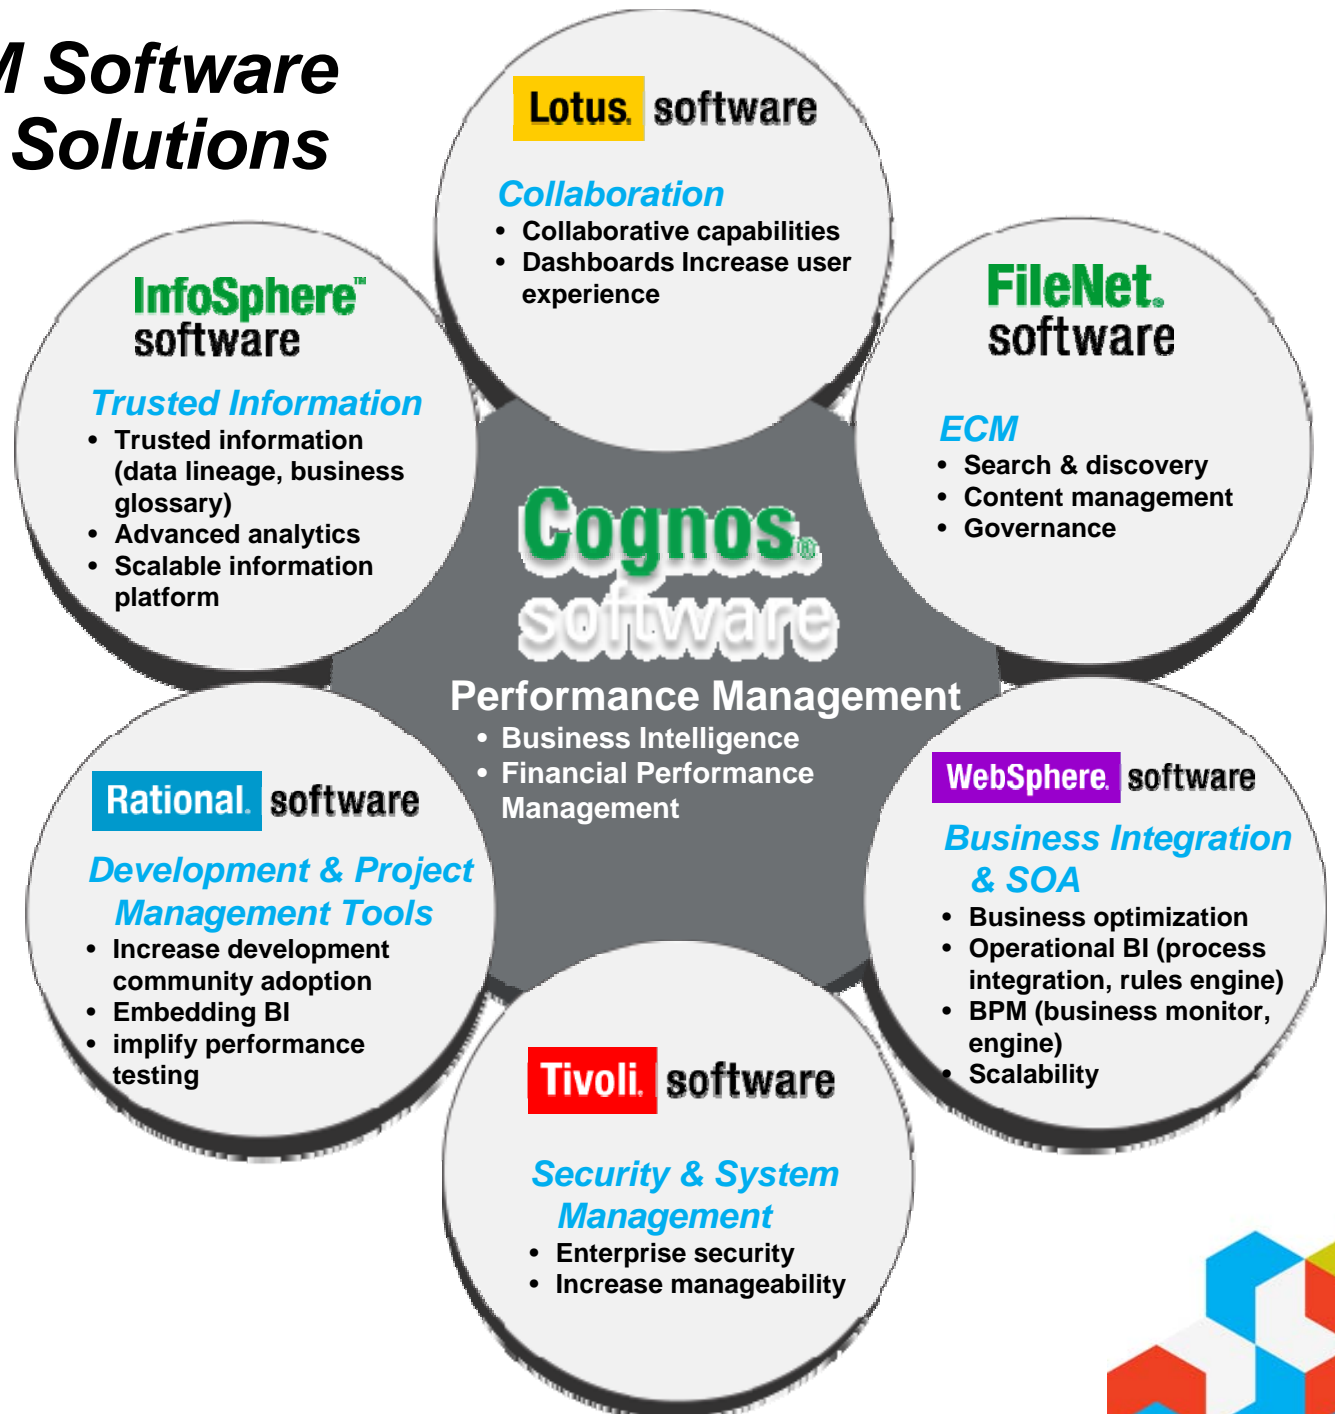 M Software
Solutions
Lotus. software
Collaboration
• Collaborative capabilities
• Dashboards Increase user
experience
InfoSphere™
software
Trusted Information
• Trusted information
(data lineage, business
glossary)
• Advanced analytics
• Scalable information
platform
FileNet.
software
ECM
• Search & discovery
• Content management
• Governance
Cognos.®
software
Performance Management
• Business Intelligence
• Financial Performance
Management
Rational. software
Development & Project
Management Tools
• Increase development
community adoption
• Embedding BI
• implify performance
testing
WebSphere. software
Business Integration
& SOA
• Business optimization
• Operational BI (process
integration, rules engine)
• BPM (business monitor,
engine)
• Scalability
Tivoli. software
Security & System
Management
• Enterprise security
• Increase manageability